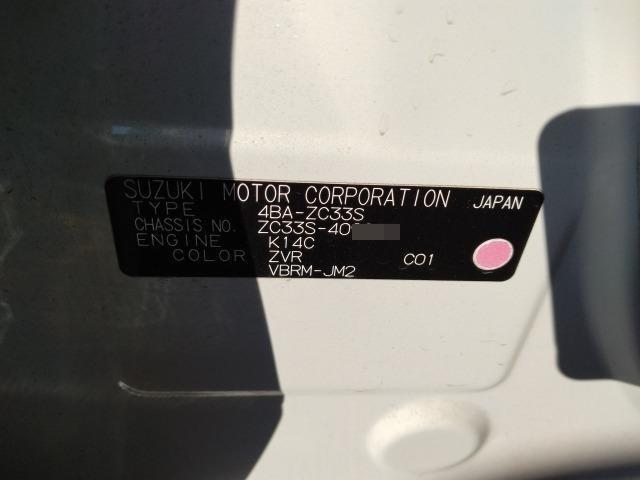 SUZUKI MOTOR CORPORATION JAPAN
TYPE 4BA-ZC33S
CHASSIS NO. ZC33S-40
ENGINE K14C
COLOR ZVR C01
VBRM-JM2